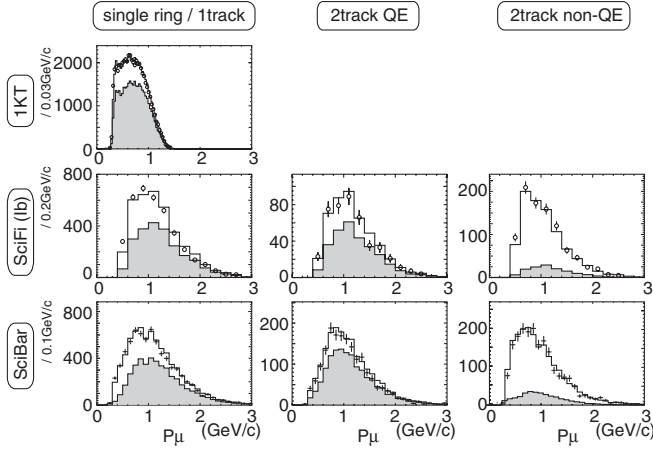 single ring / 1track
2track QE
2track non-QE
1KT
/ 0.03GeV/c
2000
1000
0
0 1 2 3
SciFi (Ib)
/ 0.2GeV/c
800
400
0
0 1 2 3
80
40
0
0 1 2 3
200
100
0
0 1 2 3
SciBar
/ 0.1GeV/c
800
400
0
0 1 2 3
Pμ (GeV/c)
200
100
0
0 1 2 3
Pμ (GeV/c)
200
100
0
0 1 2 3
Pμ (GeV/c)